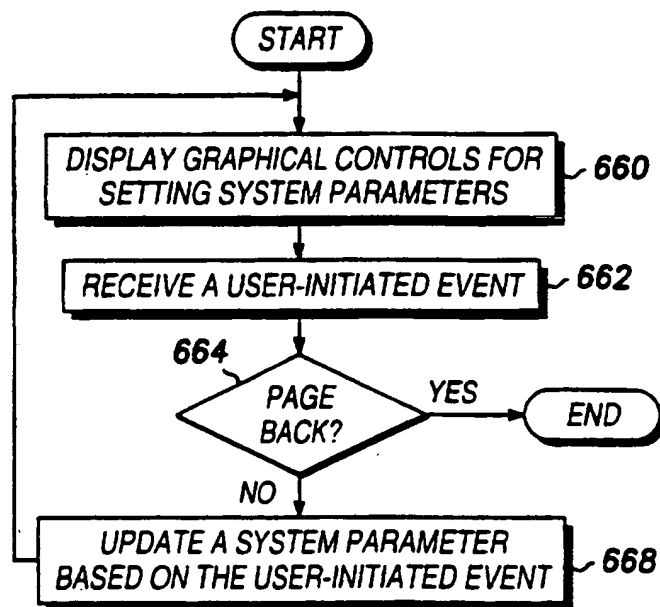 START
DISPLAY GRAPHICAL CONTROLS FOR
SETTING SYSTEM PARAMETERS
660
RECEIVE A USER-INITIATED EVENT
662
664
PAGE
BACK?
YES
END
NO
UPDATE A SYSTEM PARAMETER
BASED ON THE USER-INITIATED EVENT
668